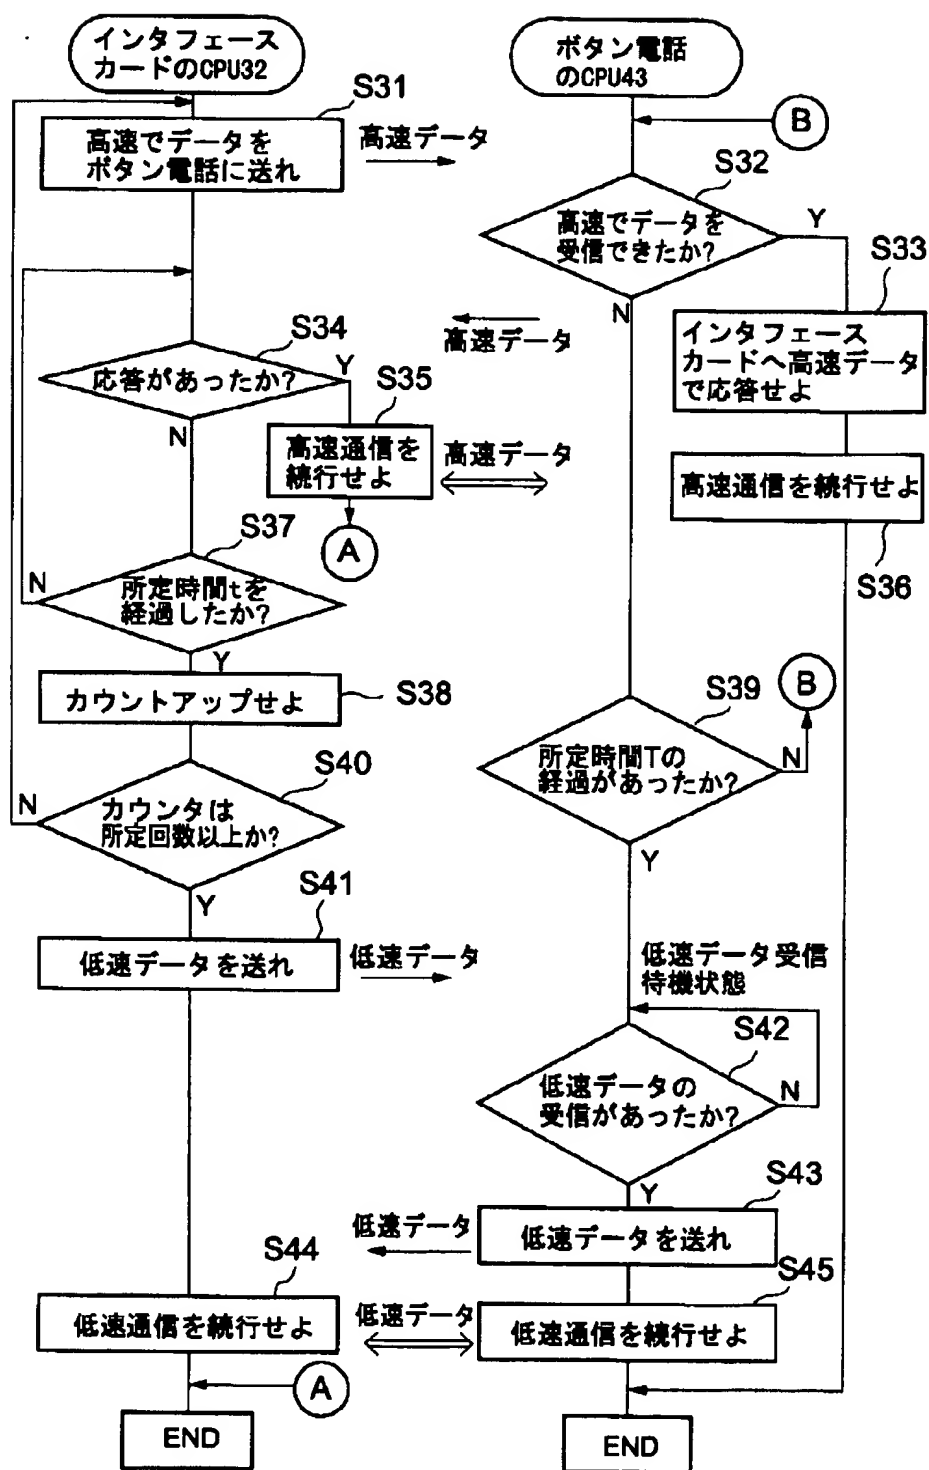 インタフェース
カードのCPU32
S31
高速でデータを
ボタン電話に送れ
高速データ
S34
応答があったか?
Y
N
S35
高速通信を
続行せよ
高速データ
A
S37
所定時間tを
経過したか?
N
Y
カウントアップせよ
S38
S40
カウンタは
所定回数以上か?
N
Y
S41
低速データを送れ
低速データ
S44
低速通信を続行せよ
低速データ
A
END
ボタン電話
のCPU43
B
S32
高速でデータを
受信できたか?
Y
N
S33
インタフェース
カードへ高速データ
で応答せよ
高速データ
高速通信を続行せよ
S36
S39
所定時間Tの
経過があったか?
N
B
Y
低速データ受信
待機状態
S42
低速データの
受信があったか?
N
Y
S43
低速データを送れ
低速データ
S45
低速通信を続行せよ
END